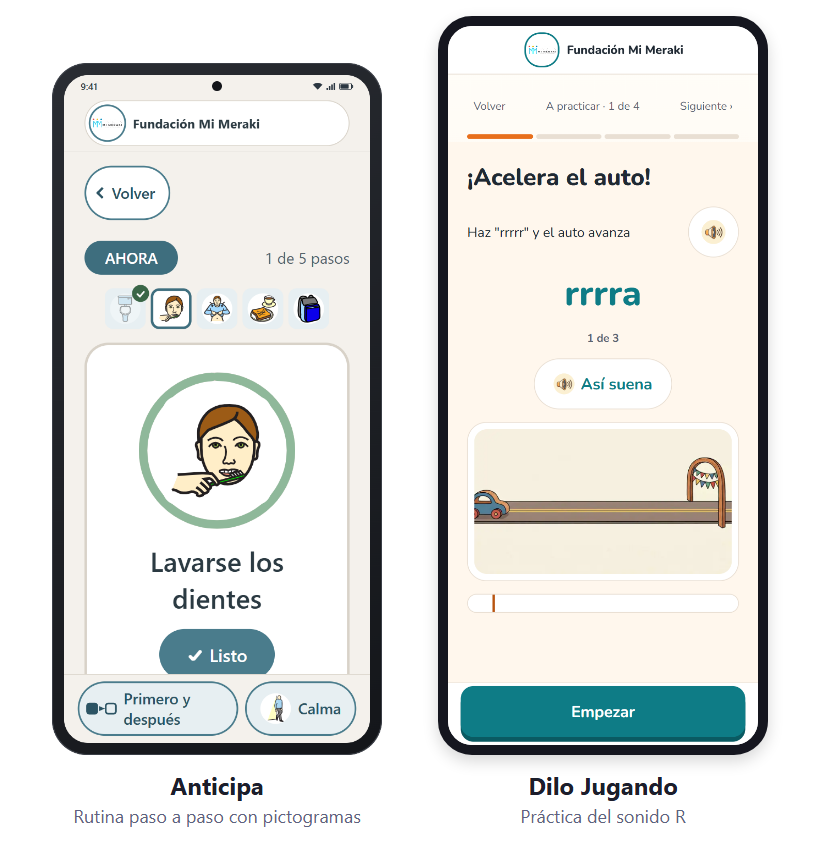 9:41
Fundación Mi Meraki
Volver
AHORA
1 de 5 pasos
Lavarse los
dientes
Listo
Primero y
después
Calma
Anticipa
Rutina paso a paso con pictogramas
Fundación Mi Meraki
Volver
A practicar · 1 de 4
Siguiente ›
¡Acelera el auto!
Haz "rrrrr" y el auto avanza
rrrra
1 de 3
Así suena
Empezar
Dilo Jugando
Práctica del sonido R